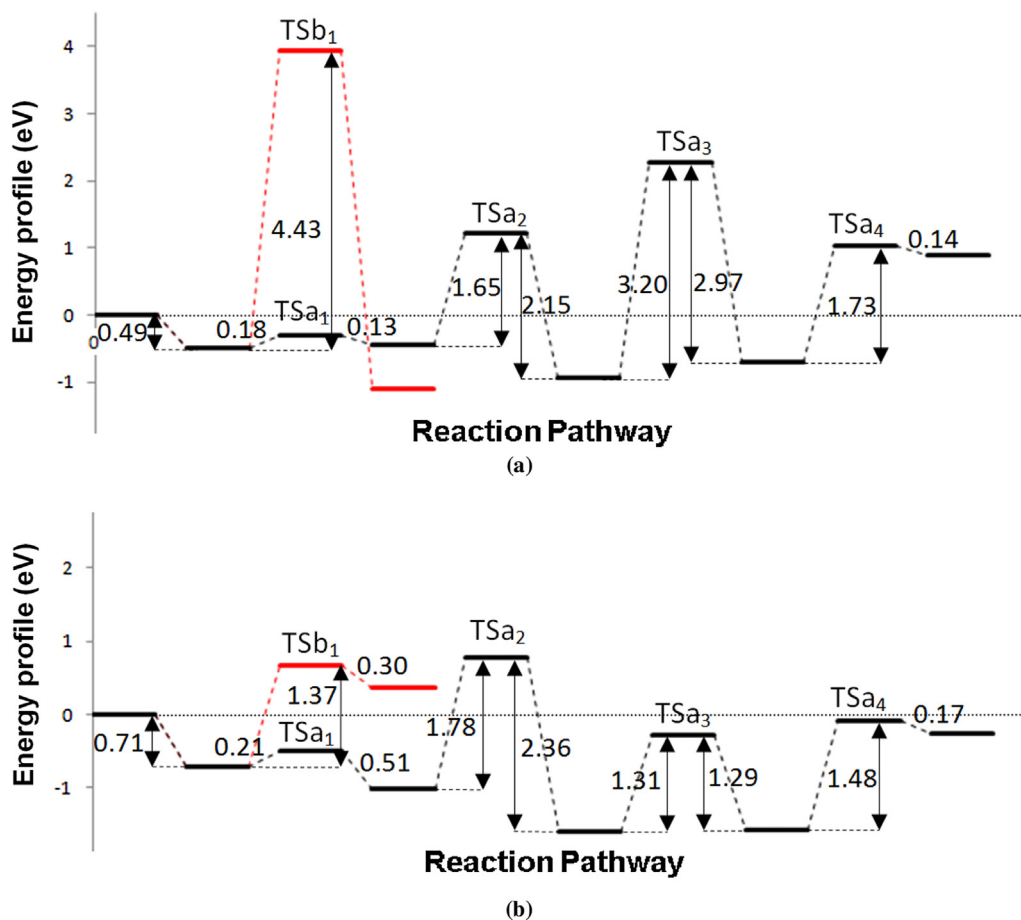 TSb₁
4
Energy profile (eV)
3
TSa₃
2
TSa₂
TSa₄
4.43
0.14
1
1.65
3.20
2.97
TSa₁
2.15
1.73
0
0.49
0.18
0.13
0
-1
Reaction Pathway
(a)
Energy profile (eV)
2
TSa₂
1
TSb₁
0.30
1.37
TSa₄
0
TSa₃
0.17
0.71
0.21
TSa₁
1.78
2.36
0.51
1.31
1.29
1.48
-1
Reaction Pathway
(b)